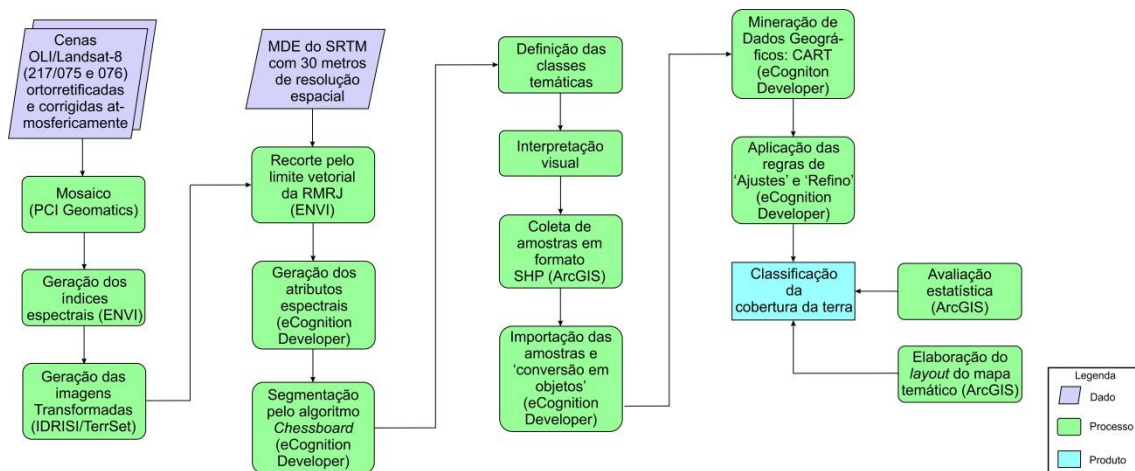 Cenas
OLI/Landsat-8
(217/075 e 076)
ortorretificadas
e corrigidas at-
mosfericamente
Mosaico
(PCI Geomatics)
Geração dos
índices
espectrais (ENVI)
Geração das
imagens
Transformadas
(IDRISI/TerrSet)
MDE do SRTM
com 30 metros
de resolução
espacial
Recorte pelo
limite vetorial
da RMRJ
(ENVI)
Geração dos
atributos
espectrais
(eCognition
Developer)
Segmentação
pelo algoritmo
Chessboard
(eCognition
Developer)
Definição das
classes
temáticas
Interpretação
visual
Coleta de
amostras em
formato
SHP (ArcGIS)
Importação das
amostras e
‘conversão em
objetos’
(eCognition
Developer)
Mineração de
Dados Geográ-
ficos: CART
(eCogniton
Developer)
Aplicação das
regras de
‘Ajustes’ e ‘Refino’
(eCognition
Developer)
Classificação
da
cobertura da terra
Avaliação
estatística
(ArcGIS)
Elaboração do
layout do mapa
temático (ArcGIS)
Legenda
Dado
Processo
Produto